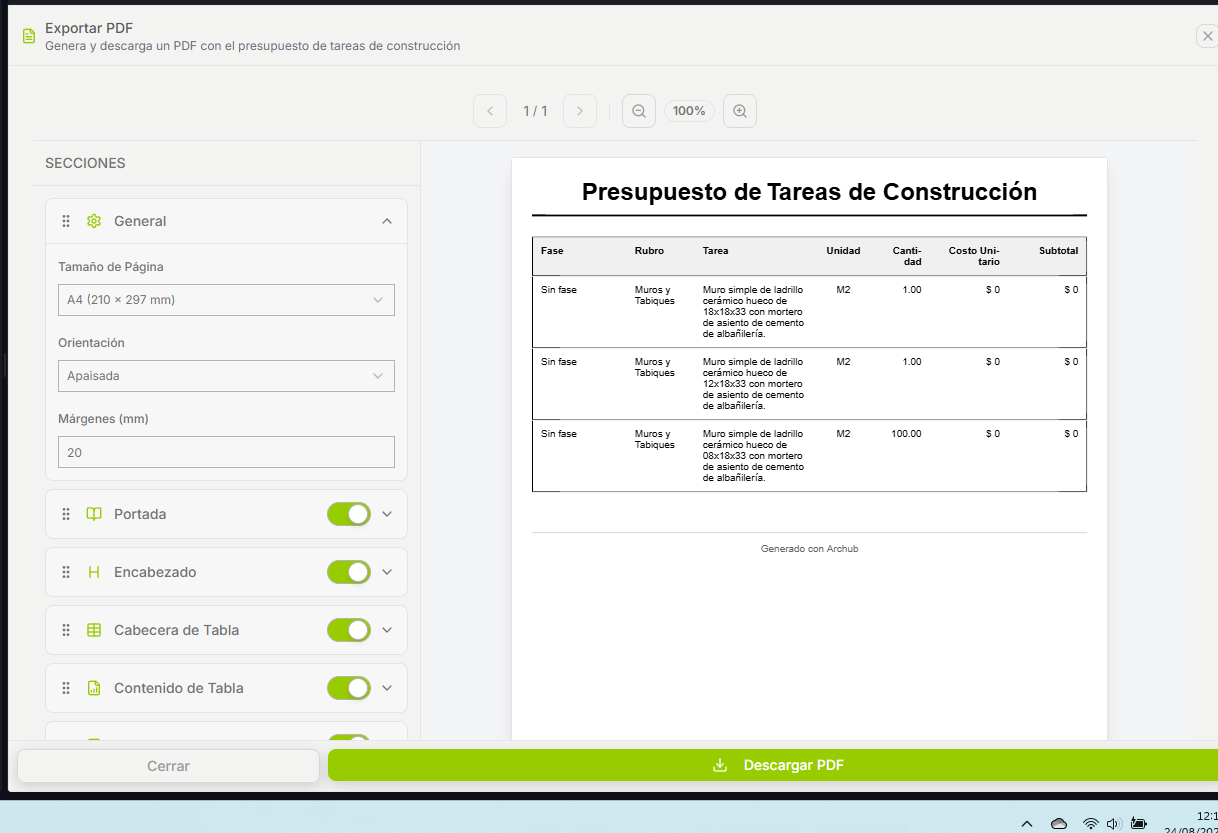 Exportar PDF
Genera y descarga un PDF con el presupuesto de tareas de construcción
1 / 1
100%
SECCIONES
General
Tamaño de Página
A4 (210 × 297 mm)
Orientación
Apaisada
Márgenes (mm)
20
Portada
Encabezado
Cabecera de Tabla
Contenido de Tabla
Presupuesto de Tareas de Construcción
Fase Rubro Tarea Unidad Canti- Costo Uni- Subtotal
dad tario
Sin fase Muros y Muro simple de ladrillo M2 1.00 $ 0 $ 0
Tabiques cerámico hueco de
18x18x33 con mortero
de asiento de cemento
de albañilería.
Sin fase Muros y Muro simple de ladrillo M2 1.00 $ 0 $ 0
Tabiques cerámico hueco de
12x18x33 con mortero
de asiento de cemento
de albañilería.
Sin fase Muros y Muro simple de ladrillo M2 100.00 $ 0 $ 0
Tabiques cerámico hueco de
08x18x33 con mortero
de asiento de cemento
de albañilería.
Generado con Archub
Cerrar
Descargar PDF
12:1
24/08/202